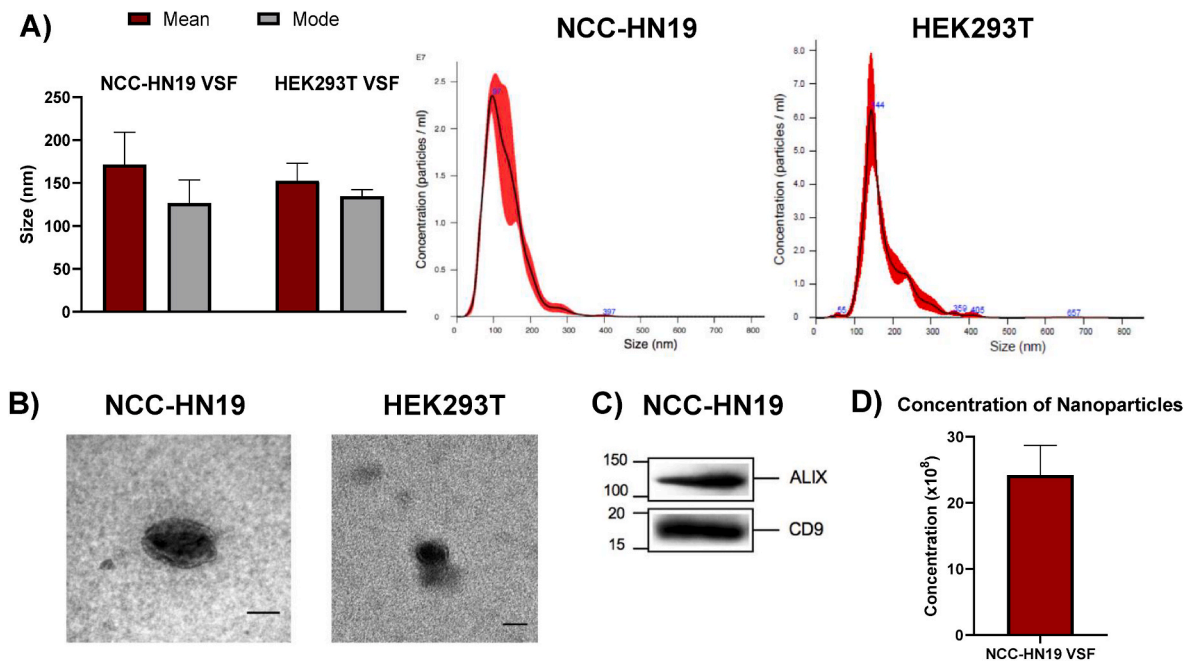 A)
Mean
Mode
NCC-HN19 VSF
HEK293T VSF
250
200
150
100
50
0
Size (nm)
NCC-HN19
E7
2.5
2.0
1.5
1.0
0.5
0
Concentration (particles / ml)
397
0
100
200
300
400
500
600
700
800
Size (nm)
HEK293T
8.0
6.0
5.0
4.0
3.0
2.0
1.0
0
Concentration (particles / ml)
55
144
359
405
657
0
100
200
300
400
500
600
700
800
Size (nm)
B)
NCC-HN19
HEK293T
C)
NCC-HN19
150
100
ALIX
20
15
CD9
D)
Concentration of Nanoparticles
30
20
10
0
Concentration (x10⁸)
NCC-HN19 VSF